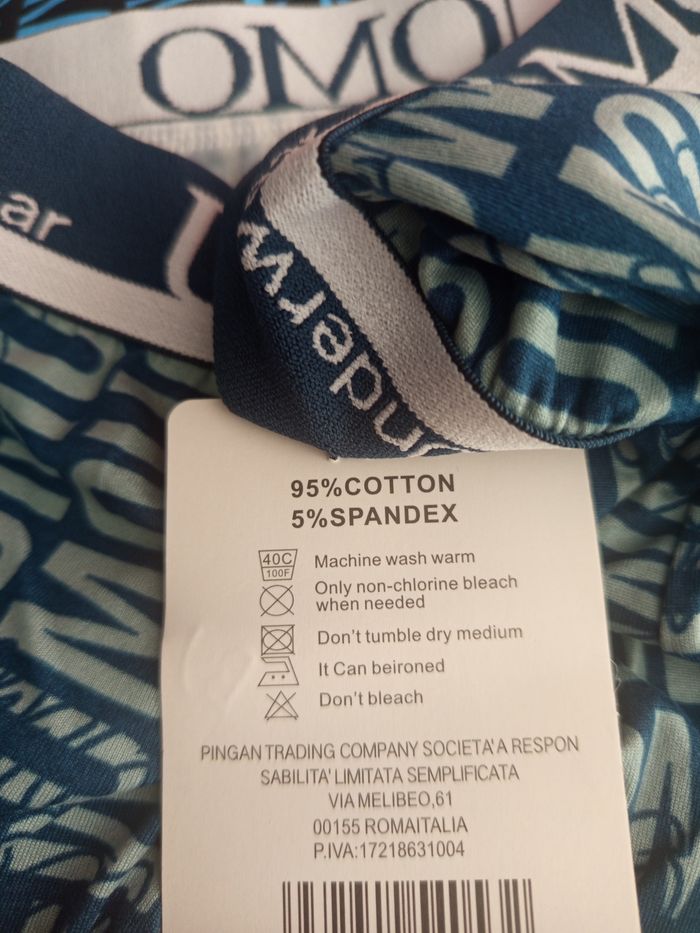 OMO
ar
U
underw
95%COTTON
5%SPANDEX
40C
100F
Machine wash warm
Only non-chlorine bleach
when needed
Don't tumble dry medium
It Can beironed
Don't bleach
PINGAN TRADING COMPANY SOCIETA'A RESPON
SABILITA' LIMITATA SEMPLIFICATA
VIA MELIBEO,61
00155 ROMAITALIA
P.IVA:17218631004